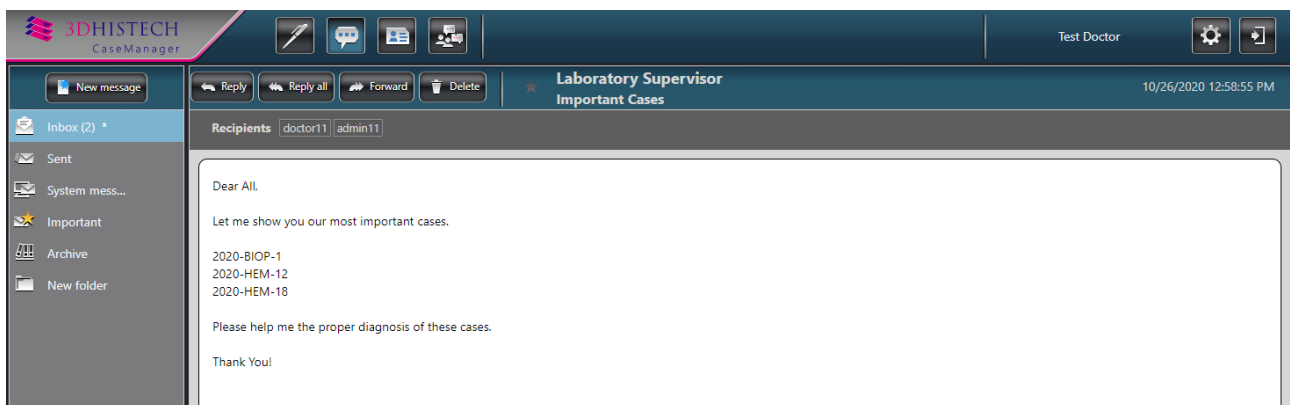 3DHISTECH
CaseManager
Test Doctor
New message
Reply
Reply all
Forward
Delete
Laboratory Supervisor
Important Cases
10/26/2020 12:58:55 PM
Inbox (2) *
Sent
System mess...
Important
Archive
New folder
Recipients doctor11 admin11
Dear All,
Let me show you our most important cases.
2020-BIOP-1
2020-HEM-12
2020-HEM-18
Please help me the proper diagnosis of these cases.
Thank You!